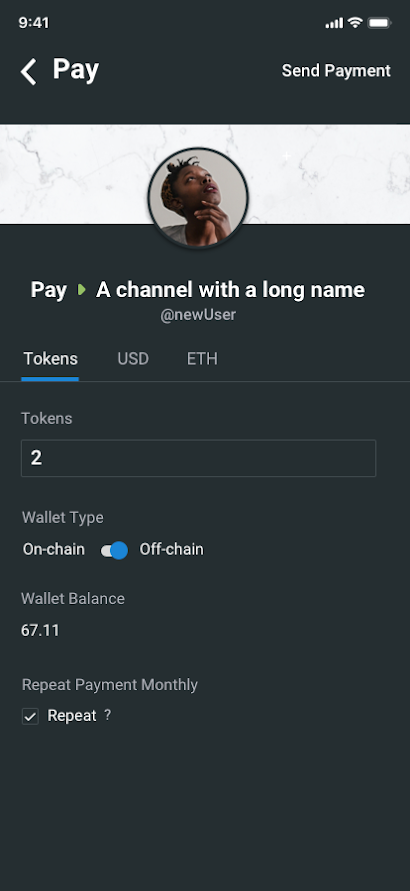 9:41
Pay
Send Payment
Pay A channel with a long name
@newUser
Tokens USD ETH
Tokens
2
Wallet Type
On-chain Off-chain
Wallet Balance
67.11
Repeat Payment Monthly
Repeat ?